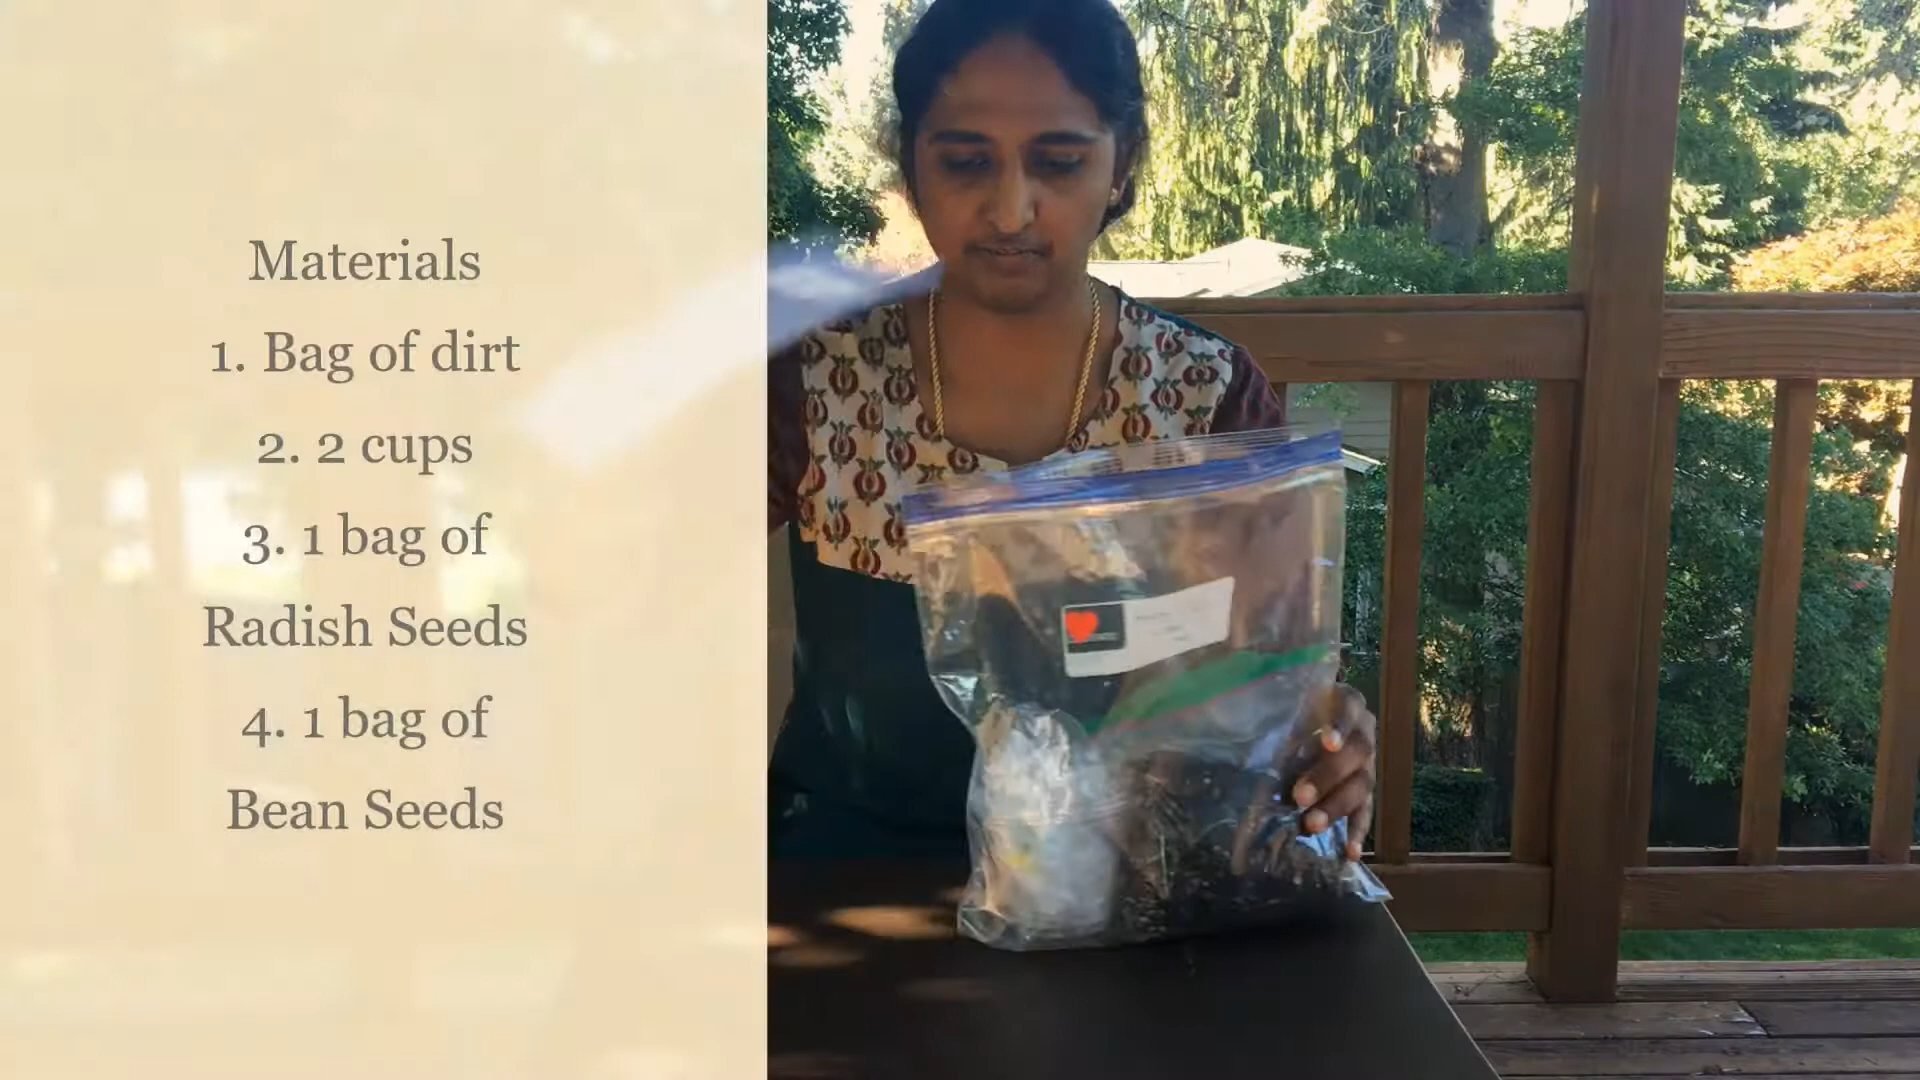 Materials
1. Bag of dirt
2. 2 cups
3. 1 bag of
Radish Seeds
4. 1 bag of
Bean Seeds